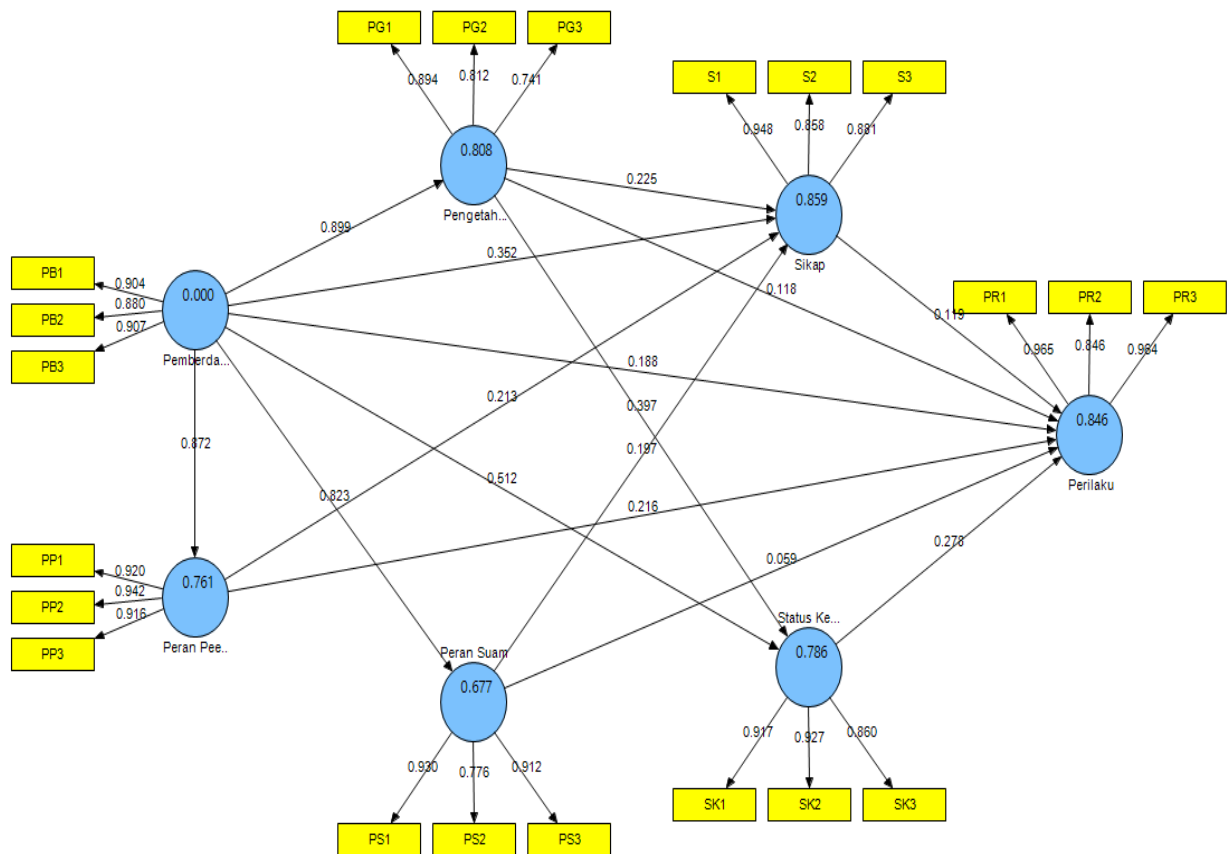 PG1
PG2
PG3
0.894
0.812
0.741
0.808
Pengetah...
S1
S2
S3
0.948
0.858
0.881
0.859
Sikap
0.225
0.899
0.352
0.118
0.119
PB1
PB2
PB3
0.904
0.880
0.907
0.000
Pemberda...
PR1
PR2
PR3
0.965
0.846
0.964
0.846
Perilaku
0.188
0.213
0.397
0.197
0.872
0.823
0.512
0.216
0.059
0.278
PP1
PP2
PP3
0.920
0.942
0.916
0.761
Peran Pee..
Peran Suam
0.677
0.930
0.776
0.912
PS1
PS2
PS3
Status Ke...
0.786
0.917
0.927
0.860
SK1
SK2
SK3